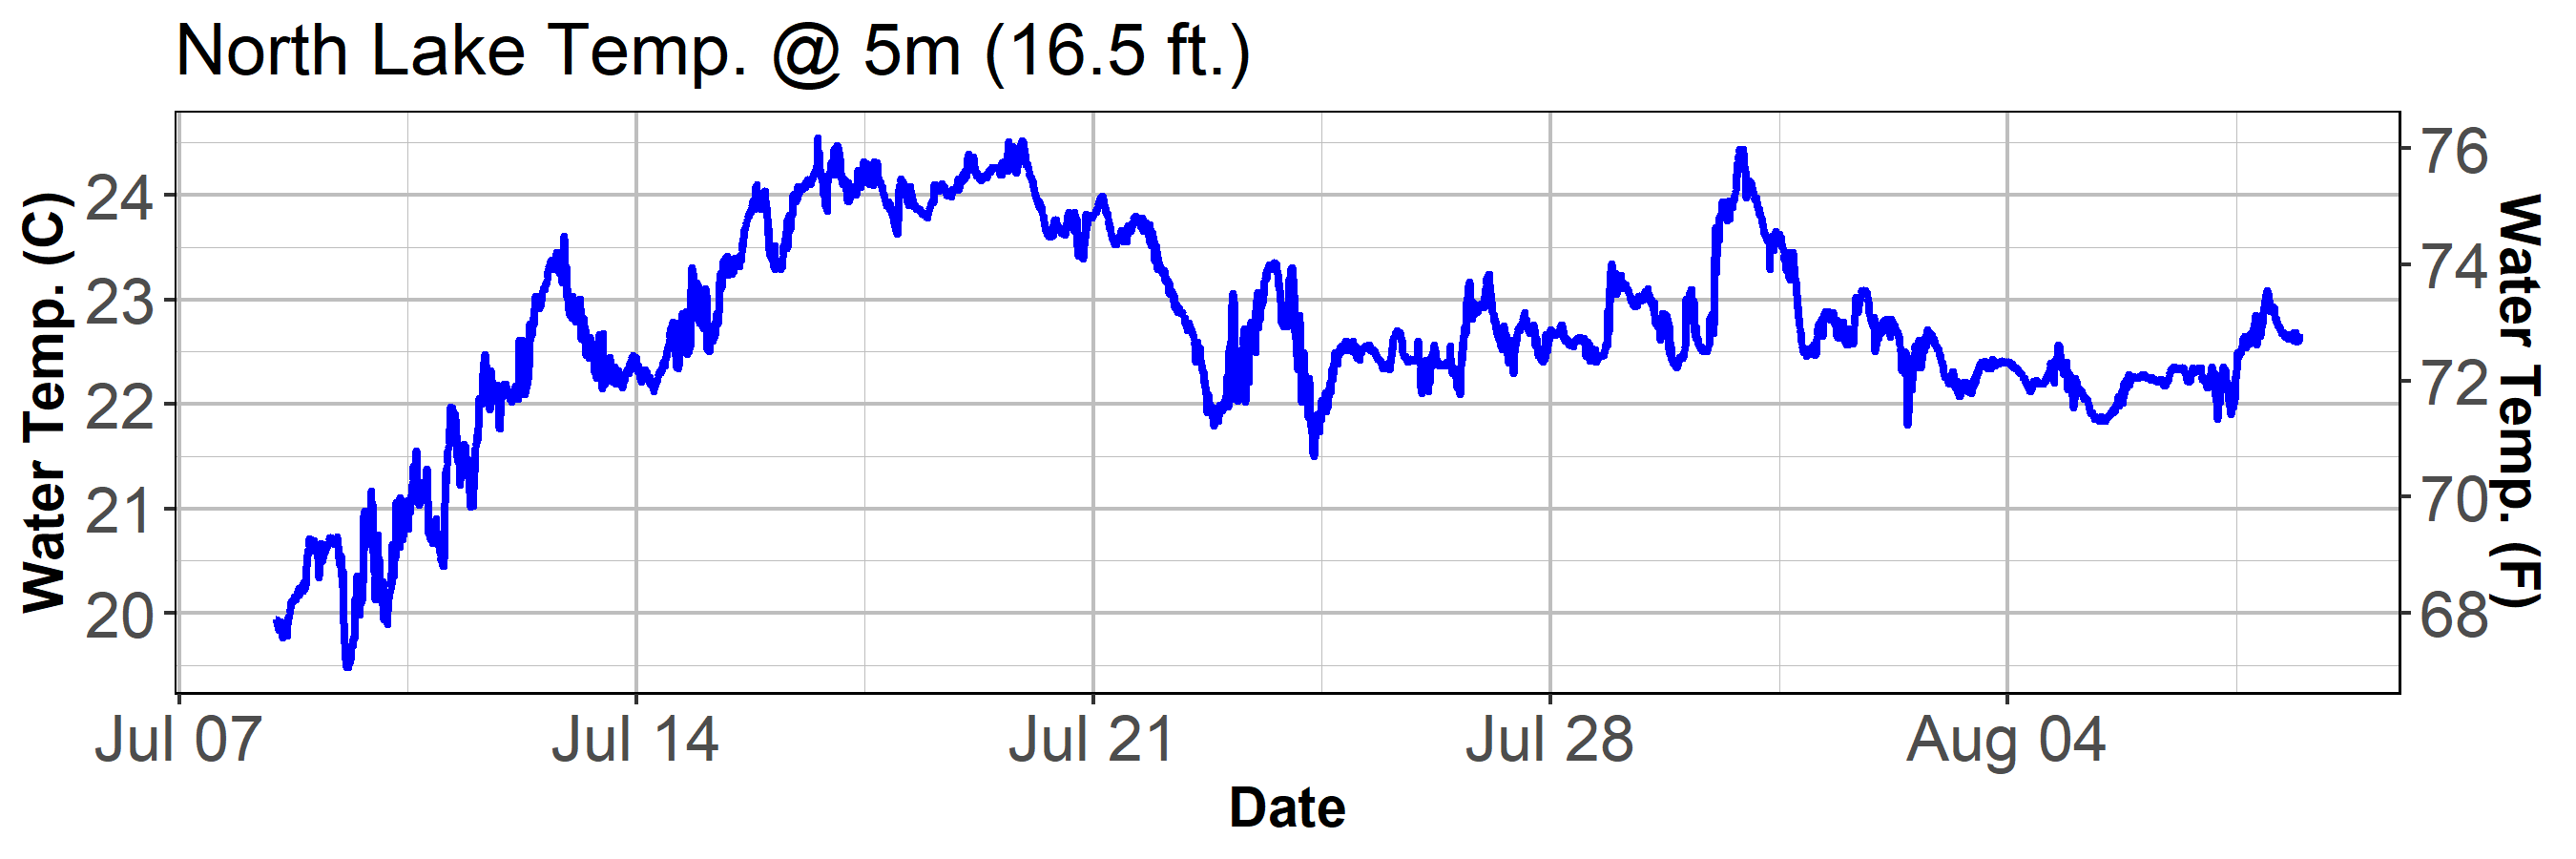 North Lake Temp. @ 5m (16.5 ft.)
Water Temp. (C)
24
23
22
21
20
76
74
72
70
68
Water Temp. (F)
Jul 07 Jul 14 Jul 21 Jul 28 Aug 04
Date